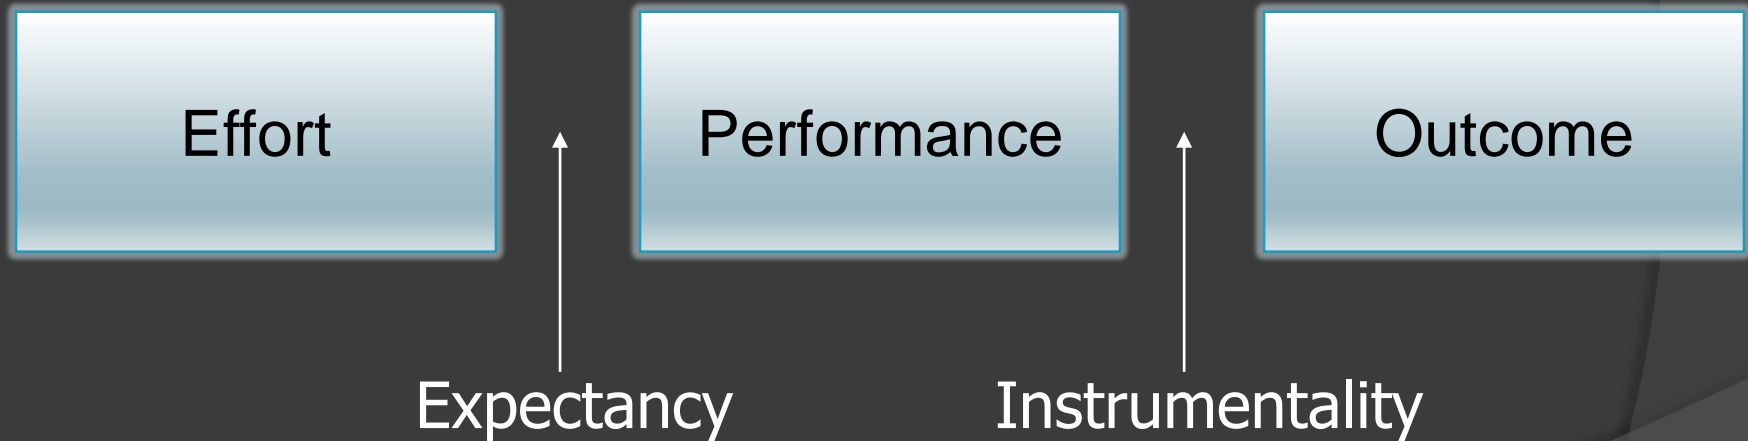 Effort
Performance
Outcome
Expectancy
Instrumentality